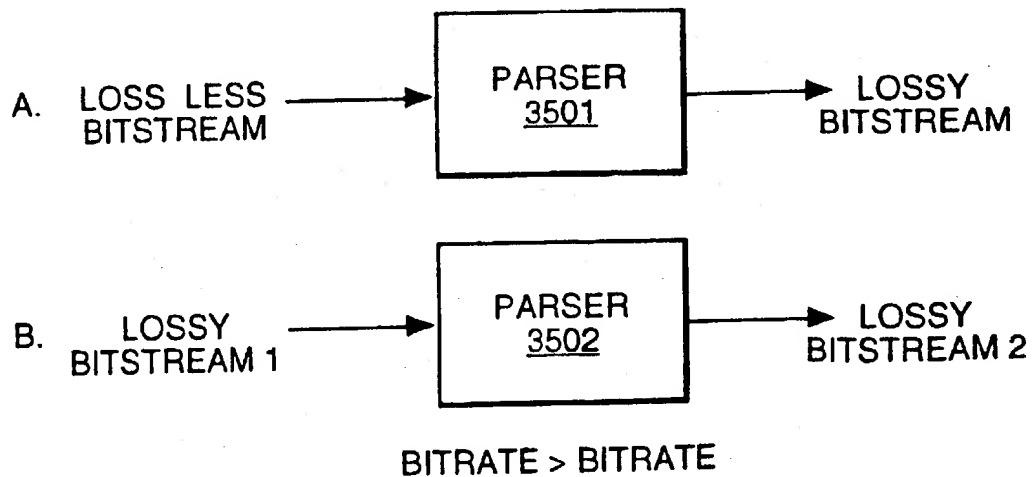 A. LOSS LESS BITSTREAM
PARSER
3501
LOSSY BITSTREAM
B. LOSSY BITSTREAM 1
PARSER
3502
LOSSY BITSTREAM 2
BITRATE > BITRATE